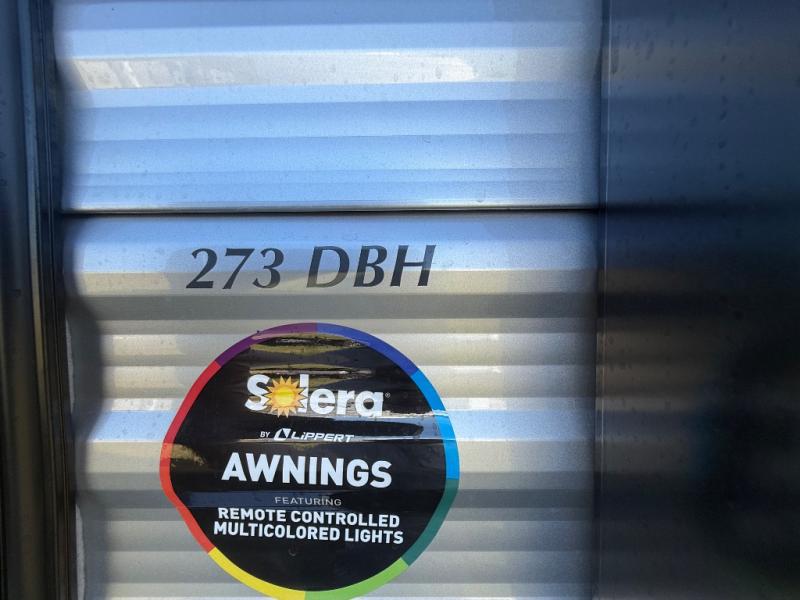 273 DBH
Solera®
BY LIPPERT
AWNINGS
FEATURING
REMOTE CONTROLLED
MULTICOLORED LIGHTS